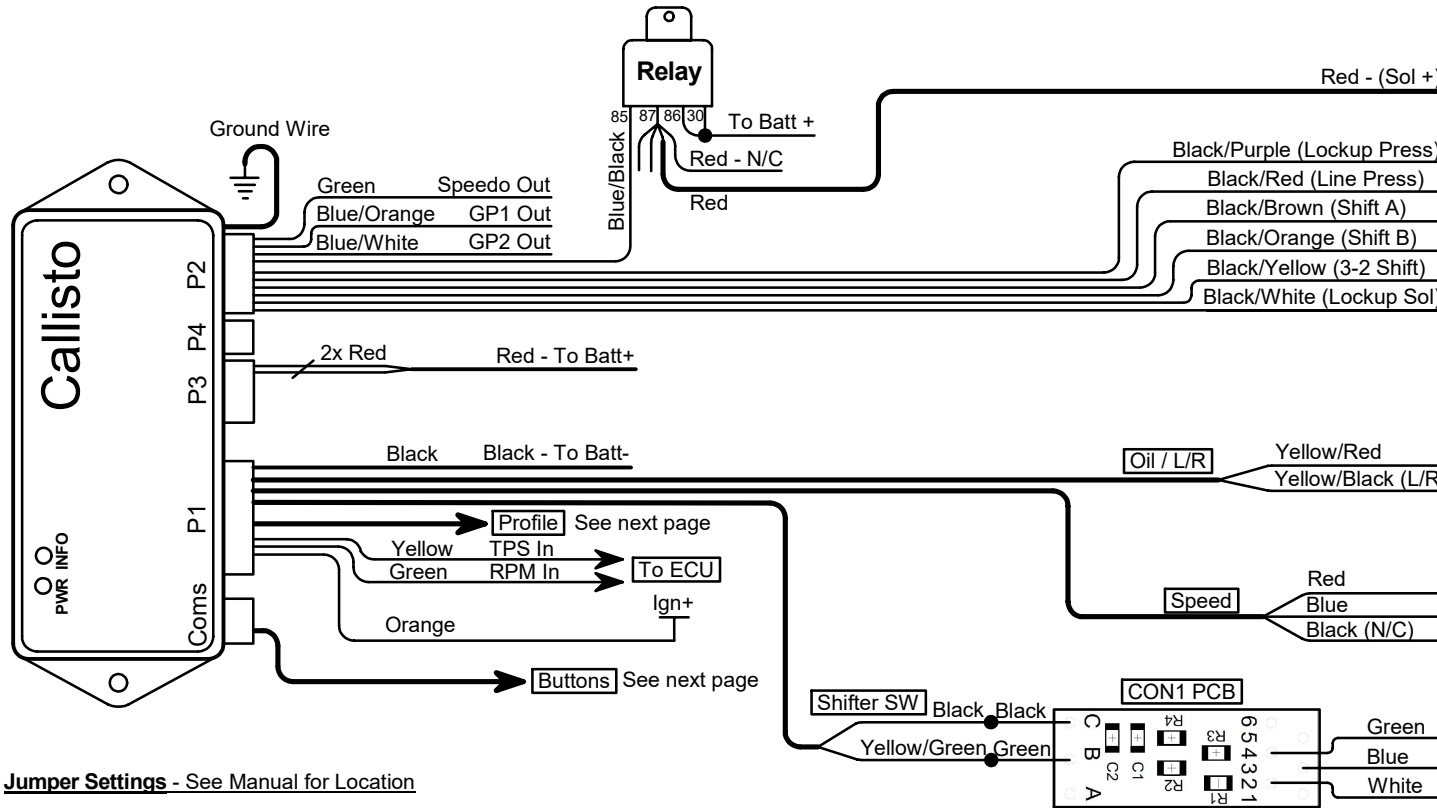 Relay
85 87 86 30
To Batt +
Red - N/C
Red
Blue/Black
Red - (Sol +)
Ground Wire
Green Speedo Out
Blue/Orange GP1 Out
Blue/White GP2 Out
Black/Purple (Lockup Press)
Black/Red (Line Press)
Black/Brown (Shift A)
Black/Orange (Shift B)
Black/Yellow (3-2 Shift)
Black/White (Lockup Sol)
Callisto
P2
P4
P3
P1
Coms
PWR INFO
2x Red Red - To Batt+
Black Black - To Batt-
Oil / L/R
Yellow/Red
Yellow/Black (L/R
Profile See next page
Yellow TPS In
Green RPM In
To ECU
Ign+
Orange
Speed
Red
Blue
Black (N/C)
Buttons See next page
Shifter SW
Black Black
Yellow/Green Green
CON1 PCB
C B A
C2 C1
R4 R2
R3 R1
6 5 4 3 2 1
Green
Blue
White
Jumper Settings - See Manual for Location